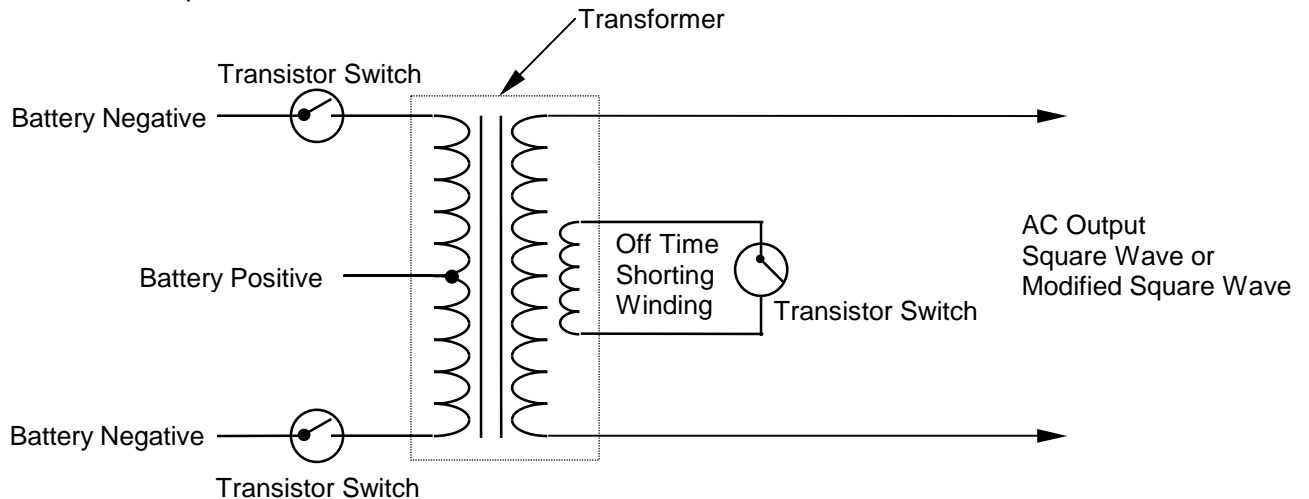 Transformer
Transistor Switch
Battery Negative
Battery Positive
Off Time
Shorting
Winding
Transistor Switch
AC Output
Square Wave or
Modified Square Wave
Battery Negative
Transistor Switch